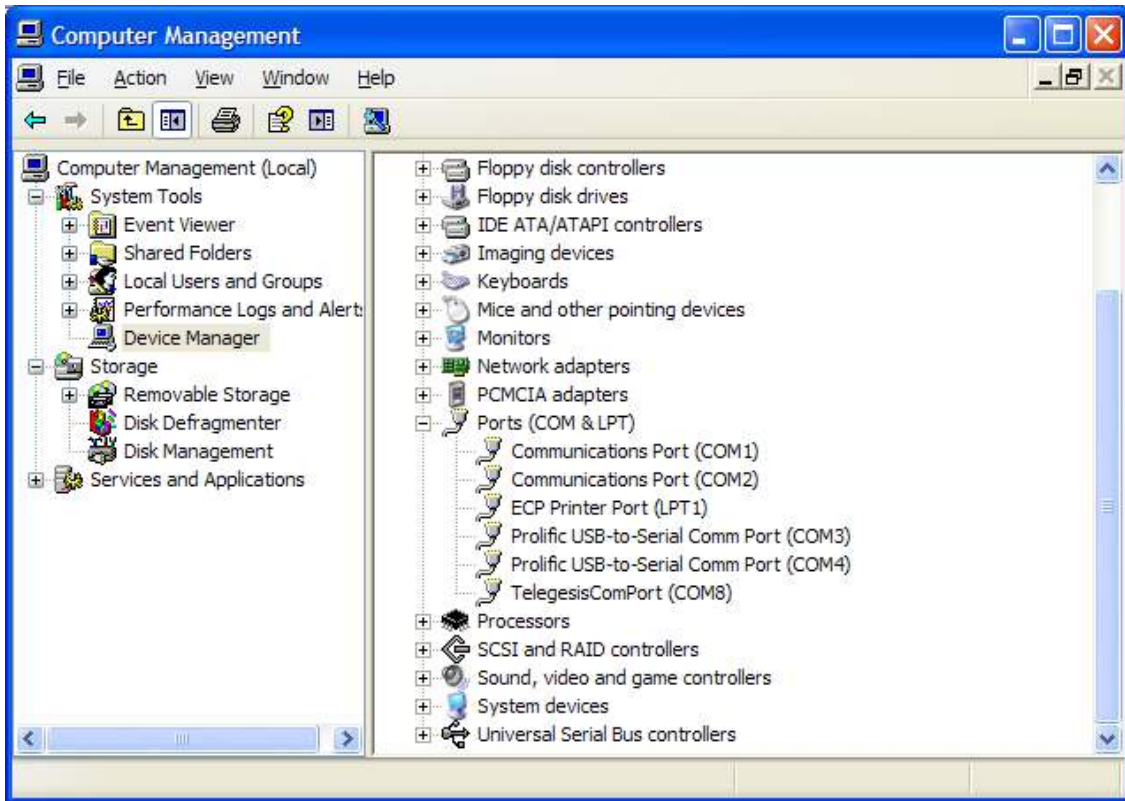 Computer Management
File Action View Window Help
Computer Management (Local)
System Tools
Event Viewer
Shared Folders
Local Users and Groups
Performance Logs and Alert
Device Manager
Storage
Removable Storage
Disk Defragmenter
Disk Management
Services and Applications
Floppy disk controllers
Floppy disk drives
IDE ATA/ATAPI controllers
Imaging devices
Keyboards
Mice and other pointing devices
Monitors
Network adapters
PCMCIA adapters
Ports (COM & LPT)
Communications Port (COM1)
Communications Port (COM2)
ECP Printer Port (LPT1)
Prolific USB-to-Serial Comm Port (COM3)
Prolific USB-to-Serial Comm Port (COM4)
TelegesisComPort (COM8)
Processors
SCSI and RAID controllers
Sound, video and game controllers
System devices
Universal Serial Bus controllers